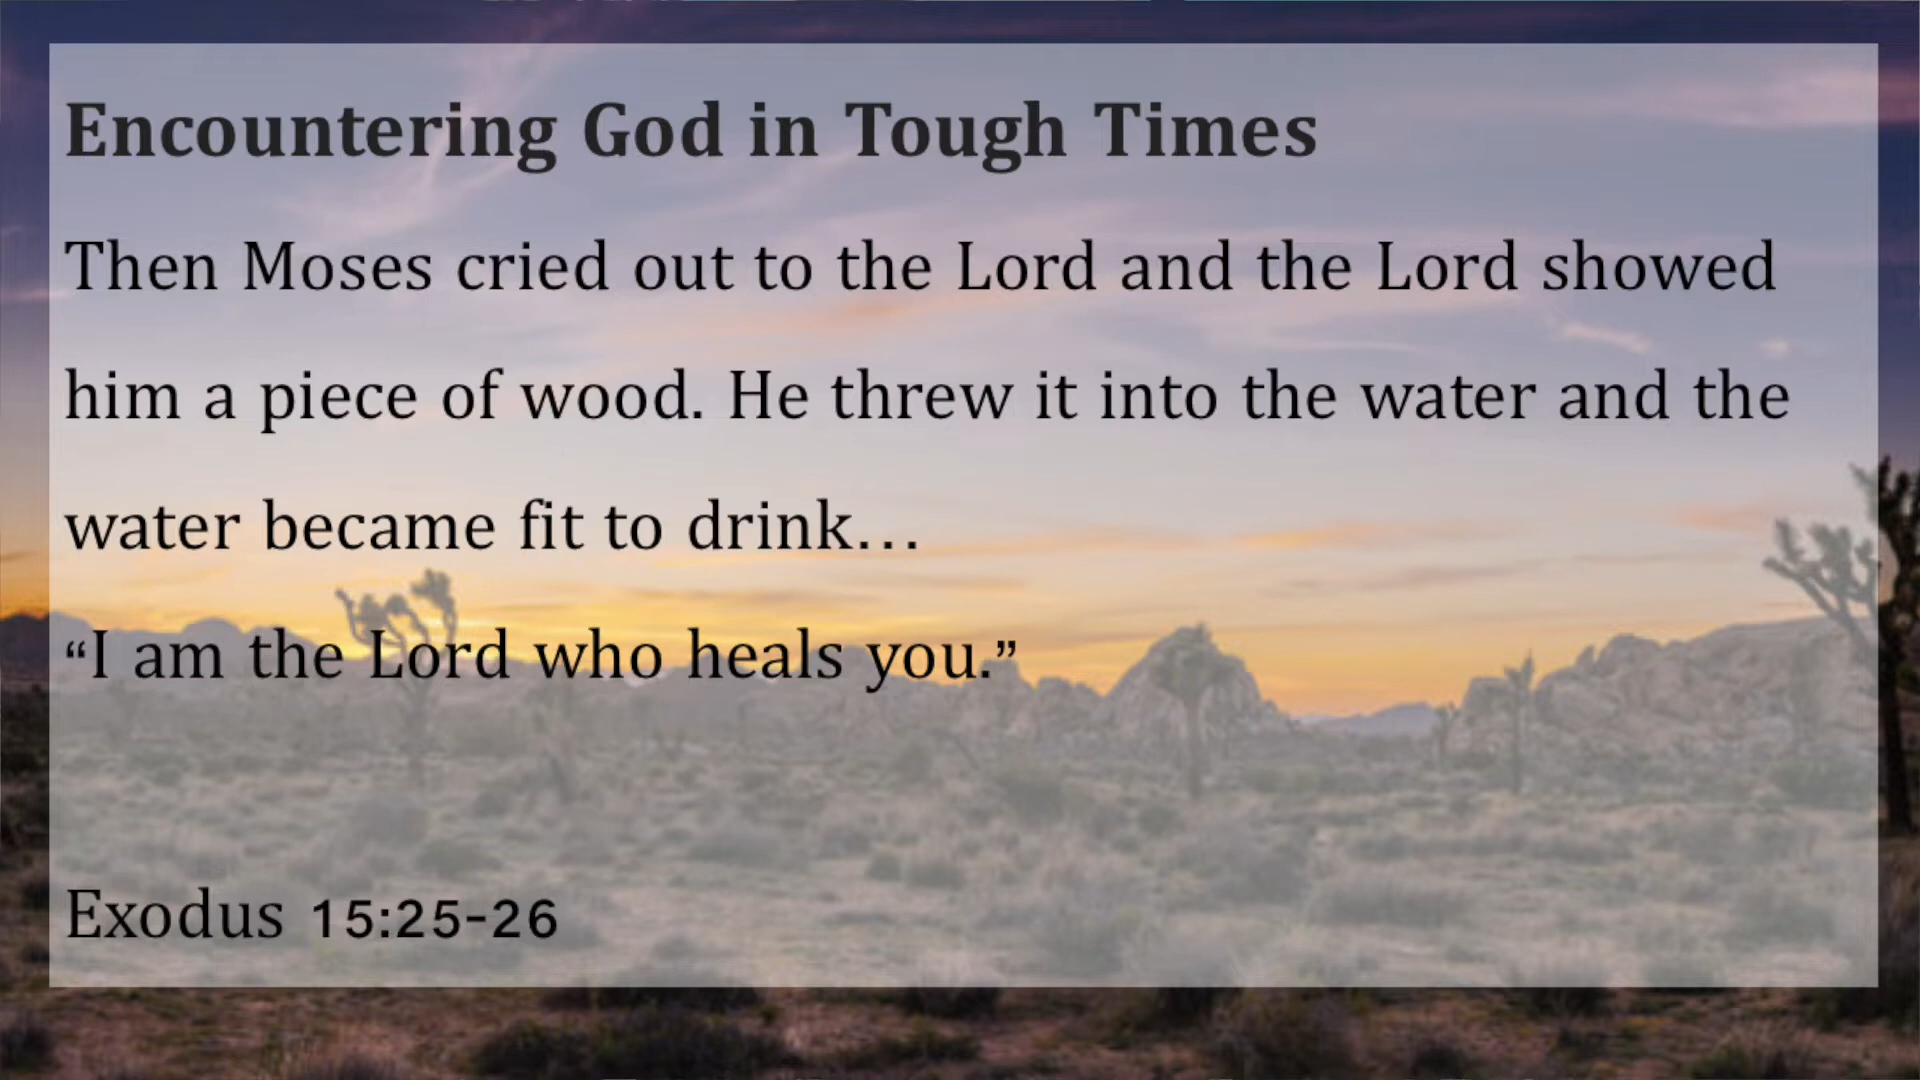 Encountering God in Tough Times
Then Moses cried out to the Lord and the Lord showed
him a piece of wood. He threw it into the water and the
water became fit to drink…
“I am the Lord who heals you.”
Exodus 15:25-26